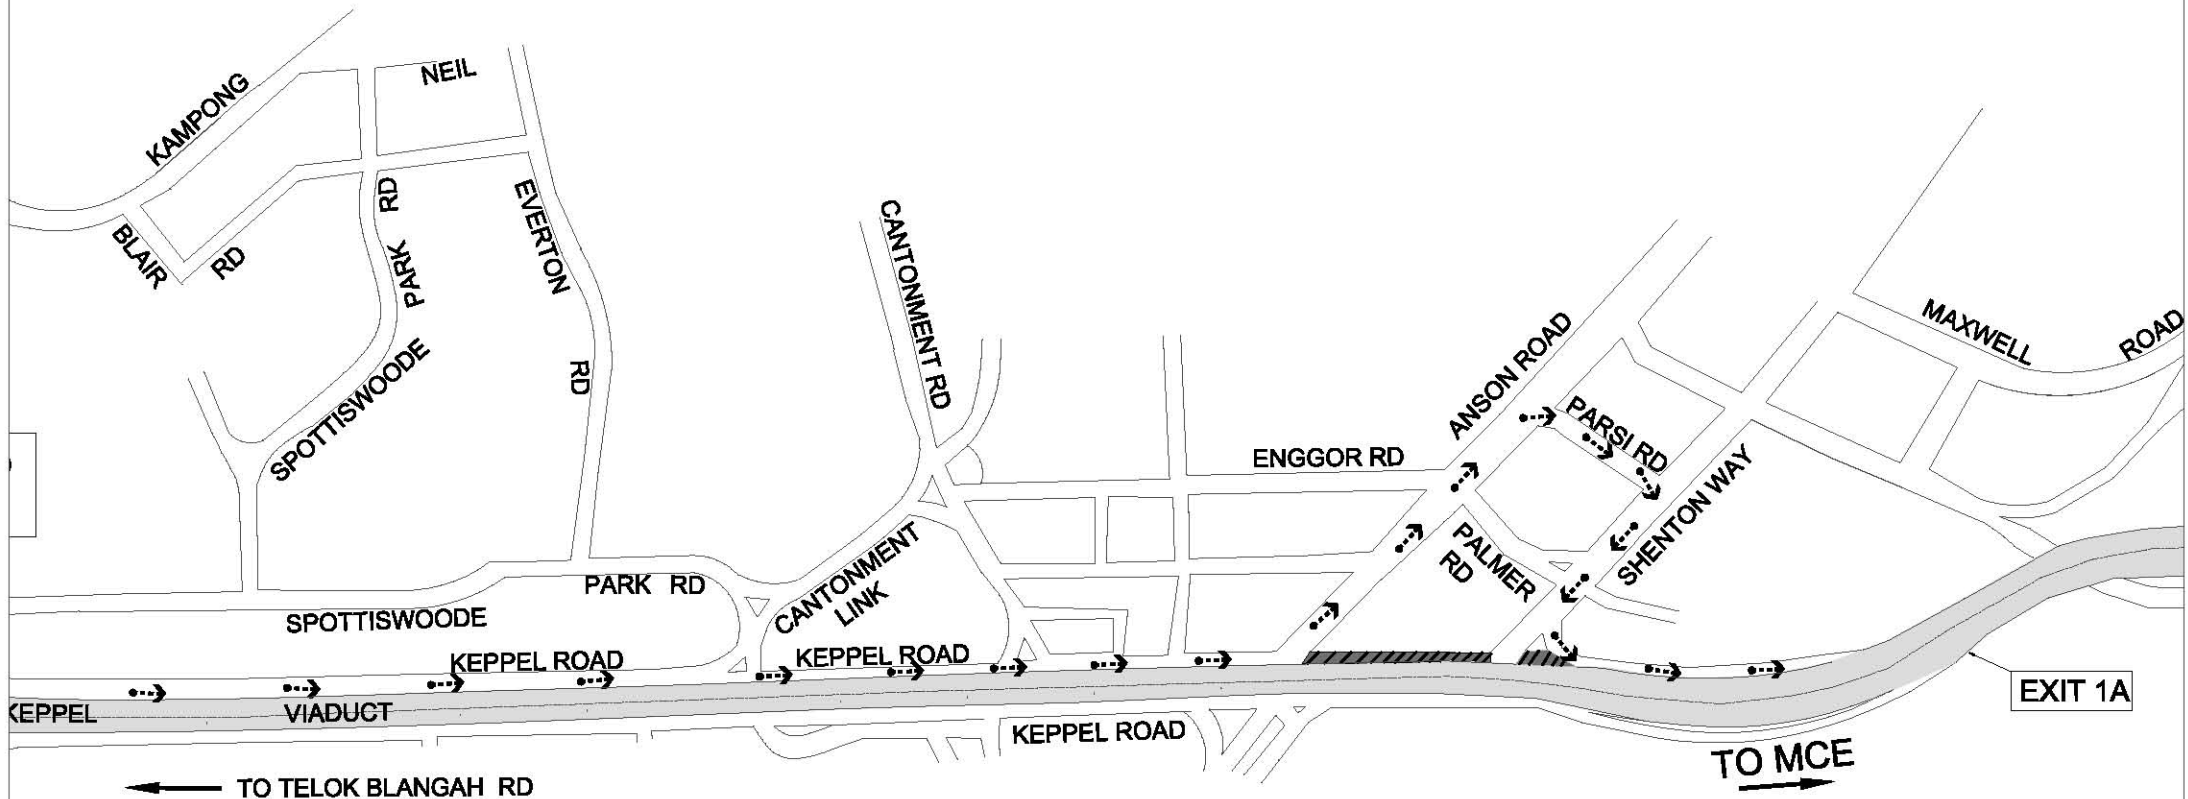 NEIL
KAMPONG
BLAIR
RD
RD
PARK
SPOTTISWOODE
EVERTON
RD
CANTONMENT RD
ENGGOR RD
ANSON ROAD
PARSI RD
MAXWELL
ROAD
SHENTON WAY
PALMER
RD
CANTONMENT
LINK
PARK RD
SPOTTISWOODE
KEPPEL ROAD
KEPPEL ROAD
KEPPEL
VIADUCT
KEPPEL ROAD
EXIT 1A
TO MCE
TO TELOK BLANGAH RD